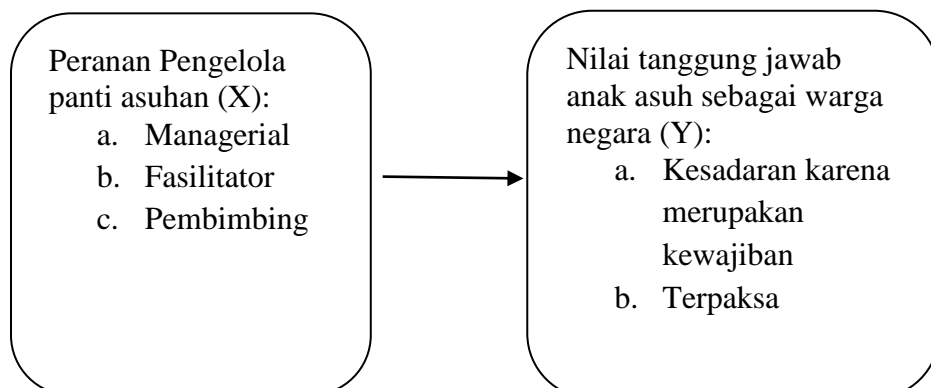 Peranan Pengelola
panti asuhan (X):
a. Managerial
b. Fasilitator
c. Pembimbing
Nilai tanggung jawab
anak asuh sebagai warga
negara (Y):
a. Kesadaran karena
merupakan
kewajiban
b. Terpaksa